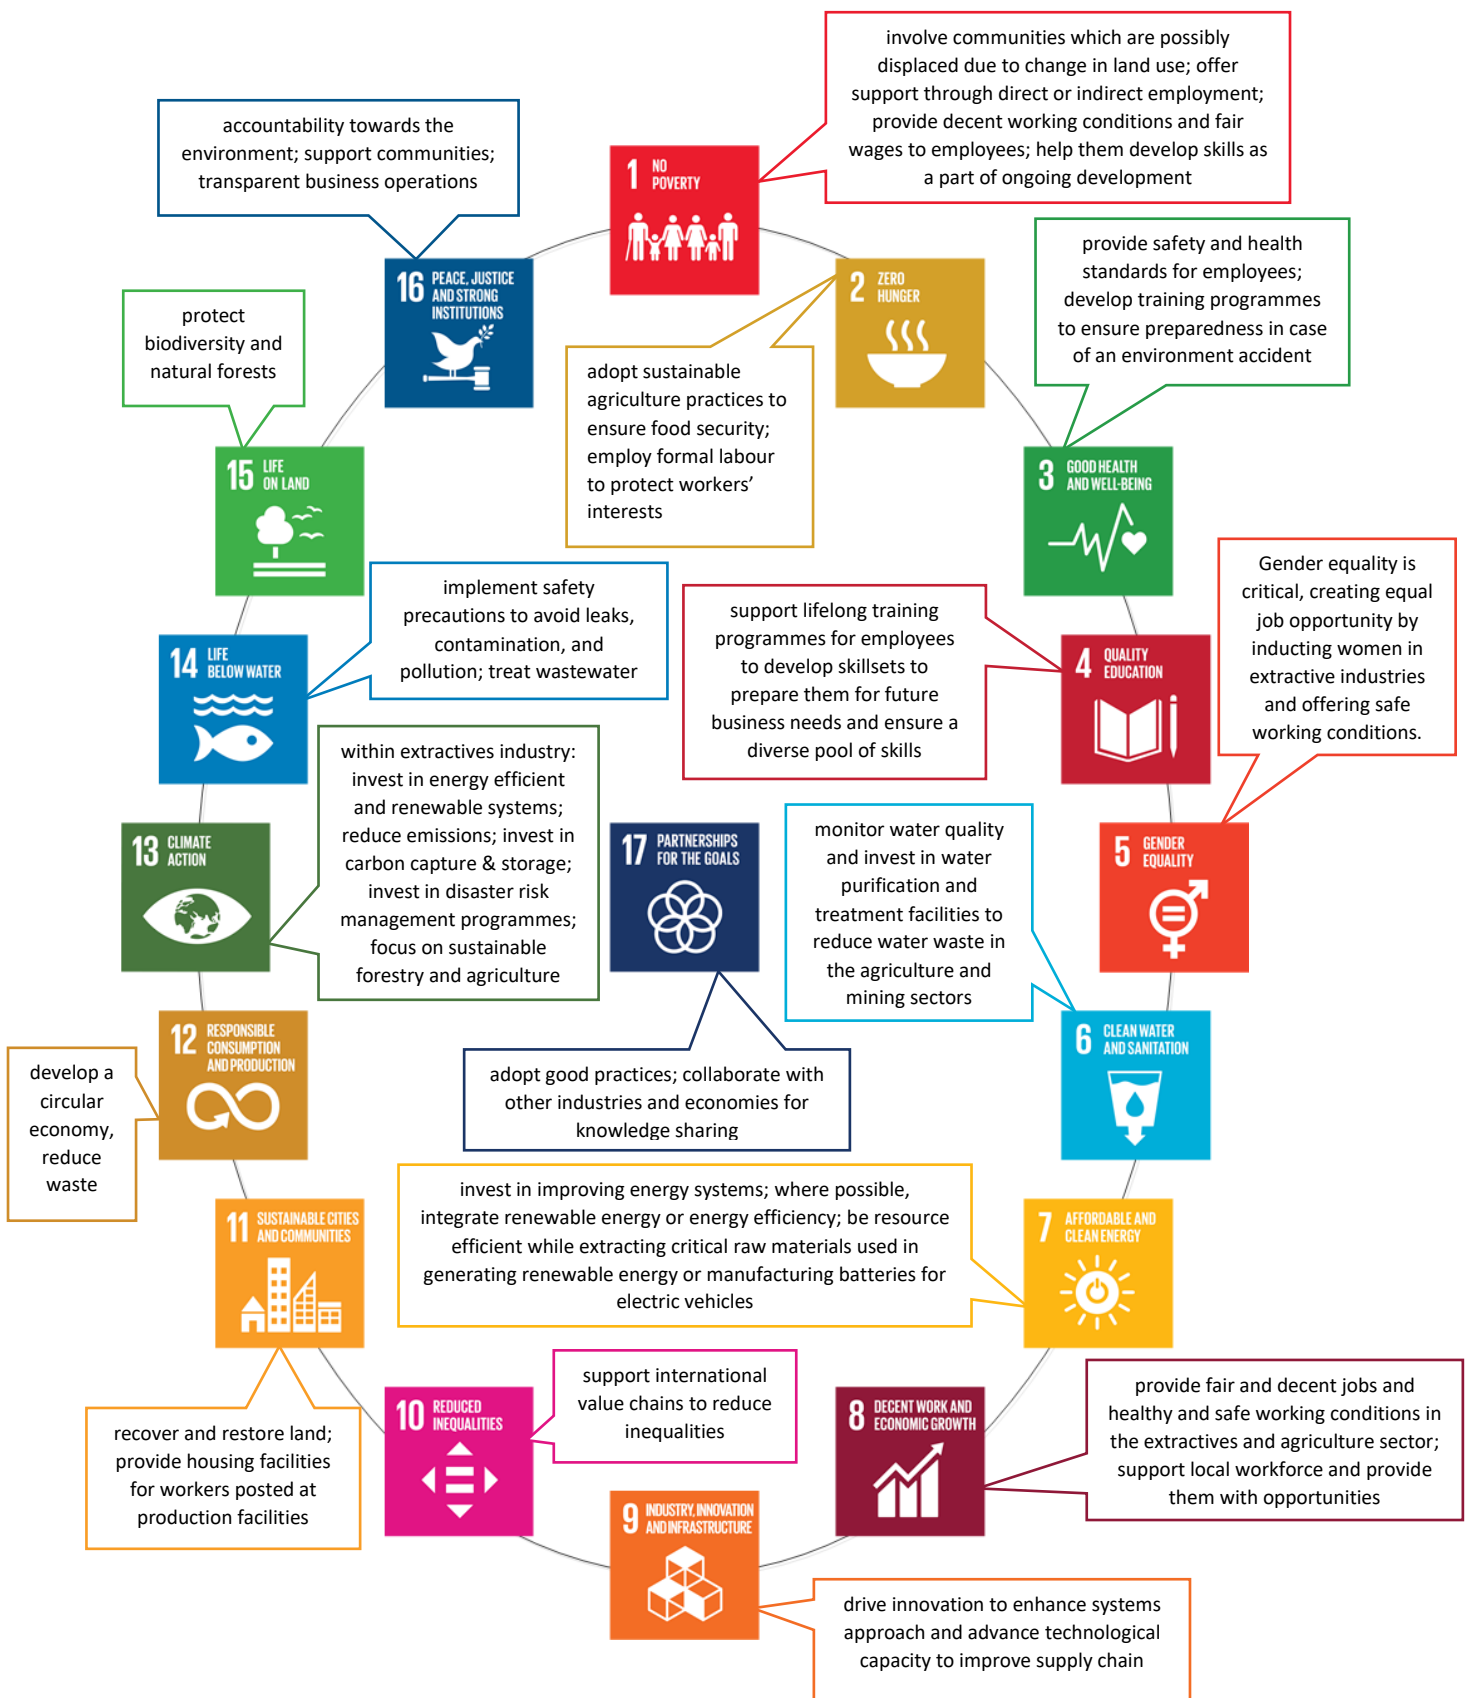 involve communities which are possibly
displaced due to change in land use; offer
support through direct or indirect employment;
provide decent working conditions and fair
wages to employees; help them develop skills as
a part of ongoing development
accountability towards the
environment; support communities;
transparent business operations
1 NO
POVERTY
provide safety and health
standards for employees;
develop training programmes
to ensure preparedness in case
of an environment accident
16 PEACE, JUSTICE
AND STRONG
INSTITUTIONS
2 ZERO
HUNGER
protect
biodiversity and
natural forests
adopt sustainable
agriculture practices to
ensure food security;
employ formal labour
to protect workers’
interests
15 LIFE
ON LAND
3 GOOD HEALTH
AND WELL-BEING
Gender equality is
critical, creating equal
job opportunity by
inducting women in
extractive industries
and offering safe
working conditions.
implement safety
precautions to avoid leaks,
contamination, and
pollution; treat wastewater
support lifelong training
programmes for employees
to develop skillsets to
prepare them for future
business needs and ensure a
diverse pool of skills
14 LIFE
BELOW WATER
4 QUALITY
EDUCATION
within extractives industry:
invest in energy efficient
and renewable systems;
reduce emissions; invest in
carbon capture & storage;
invest in disaster risk
management programmes;
focus on sustainable
forestry and agriculture
13 CLIMATE
ACTION
17 PARTNERSHIPS
FOR THE GOALS
monitor water quality
and invest in water
purification and
treatment facilities to
reduce water waste in
the agriculture and
mining sectors
5 GENDER
EQUALITY
12 RESPONSIBLE
CONSUMPTION
AND PRODUCTION
6 CLEAN WATER
AND SANITATION
develop a
circular
economy,
reduce
waste
adopt good practices; collaborate with
other industries and economies for
knowledge sharing
invest in improving energy systems; where possible,
integrate renewable energy or energy efficiency; be resource
efficient while extracting critical raw materials used in
generating renewable energy or manufacturing batteries for
electric vehicles
11 SUSTAINABLE CITIES
AND COMMUNITIES
7 AFFORDABLE AND
CLEAN ENERGY
support international
value chains to reduce
inequalities
10 REDUCED
INEQUALITIES
8 DECENT WORK AND
ECONOMIC GROWTH
provide fair and decent jobs and
healthy and safe working conditions in
the extractives and agriculture sector;
support local workforce and provide
them with opportunities
recover and restore land;
provide housing facilities
for workers posted at
production facilities
9 INDUSTRY, INNOVATION
AND INFRASTRUCTURE
drive innovation to enhance systems
approach and advance technological
capacity to improve supply chain